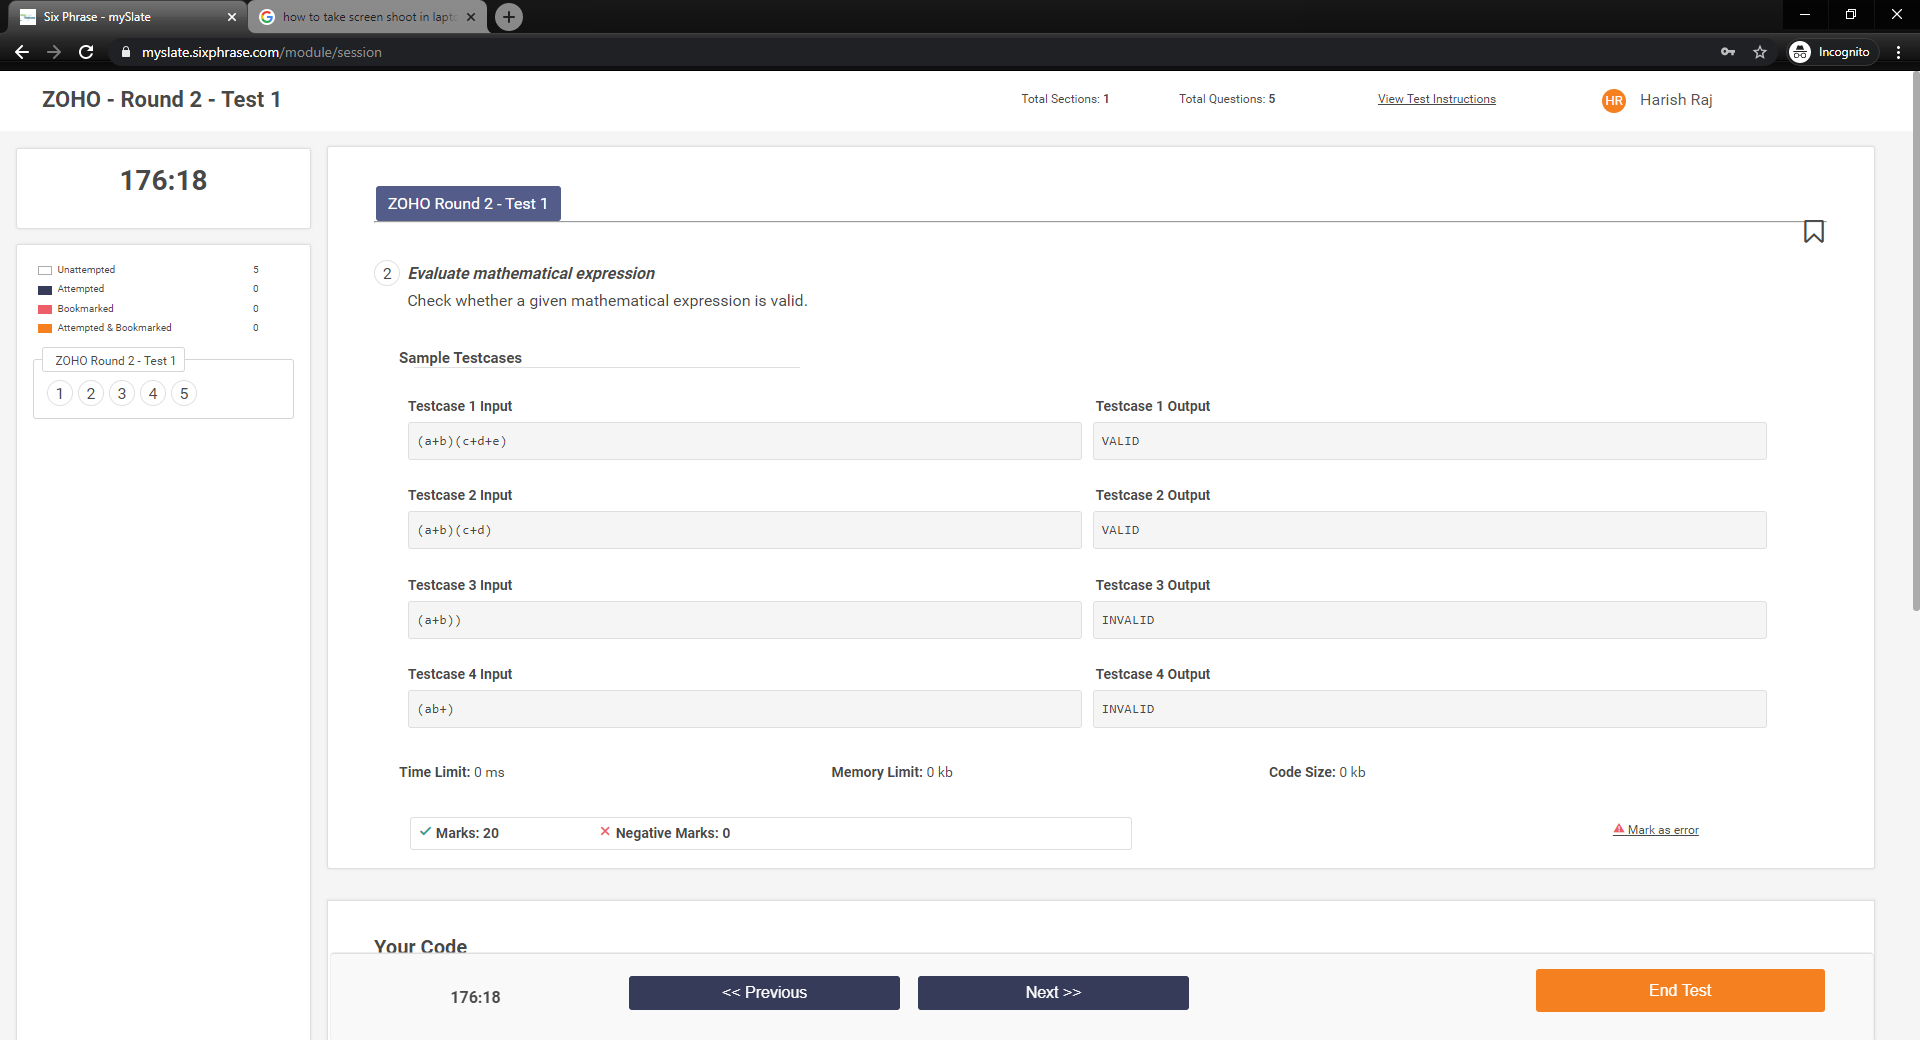 Six Phrase - mySlate
how to take screen shoot in lapt
myslate.sixphrase.com/module/session
Incognito
ZOHO - Round 2 - Test 1
Total Sections: 1
Total Questions: 5
View Test Instructions
HR
Harish Raj
176:18
Unattempted 5
Attempted 0
Bookmarked 0
Attempted & Bookmarked 0
ZOHO Round 2 - Test 1
1 2 3 4 5
ZOHO Round 2 - Test 1
2 Evaluate mathematical expression
Check whether a given mathematical expression is valid.
Sample Testcases
Testcase 1 Input
Testcase 1 Output
(a+b)(c+d+e)
VALID
Testcase 2 Input
Testcase 2 Output
(a+b)(c+d)
VALID
Testcase 3 Input
Testcase 3 Output
(a+b))
INVALID
Testcase 4 Input
Testcase 4 Output
(ab+)
INVALID
Time Limit: 0 ms
Memory Limit: 0 kb
Code Size: 0 kb
Marks: 20
Negative Marks: 0
Mark as error
Your Code
176:18
<< Previous
Next >>
End Test